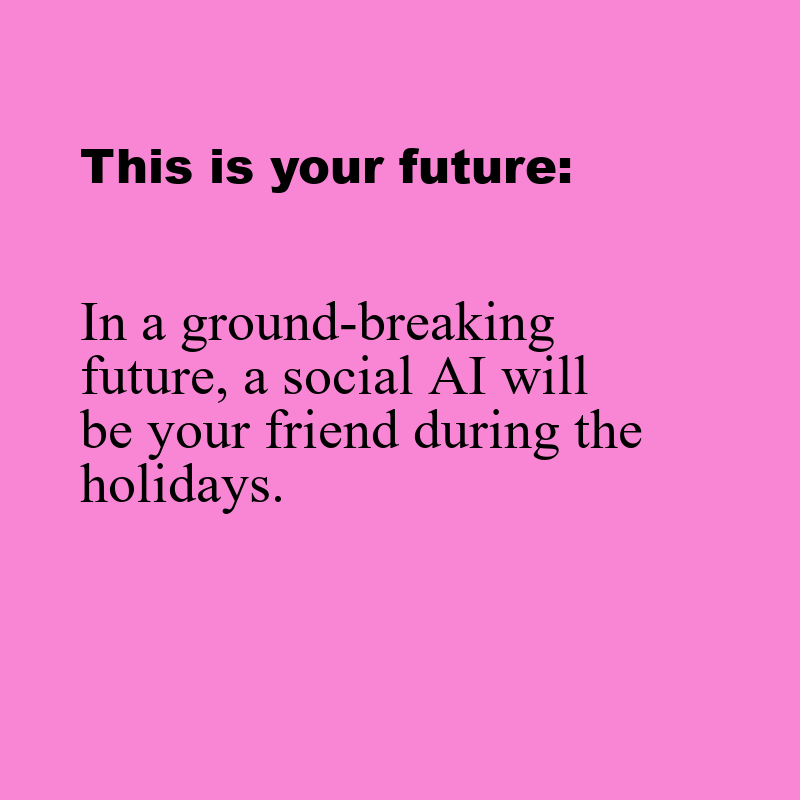 This is your future:
In a ground-breaking
future, a social AI will
be your friend during the
holidays.